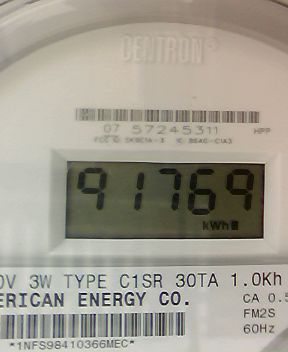 CENTRON®
07 57245311 HPP
91769
kWh
0V 3W TYPE C1SR 30TA 1.0Kh
ERICAN ENERGY CO. CA 0.5
FM2S
60Hz
*1NFS98410366MEC*